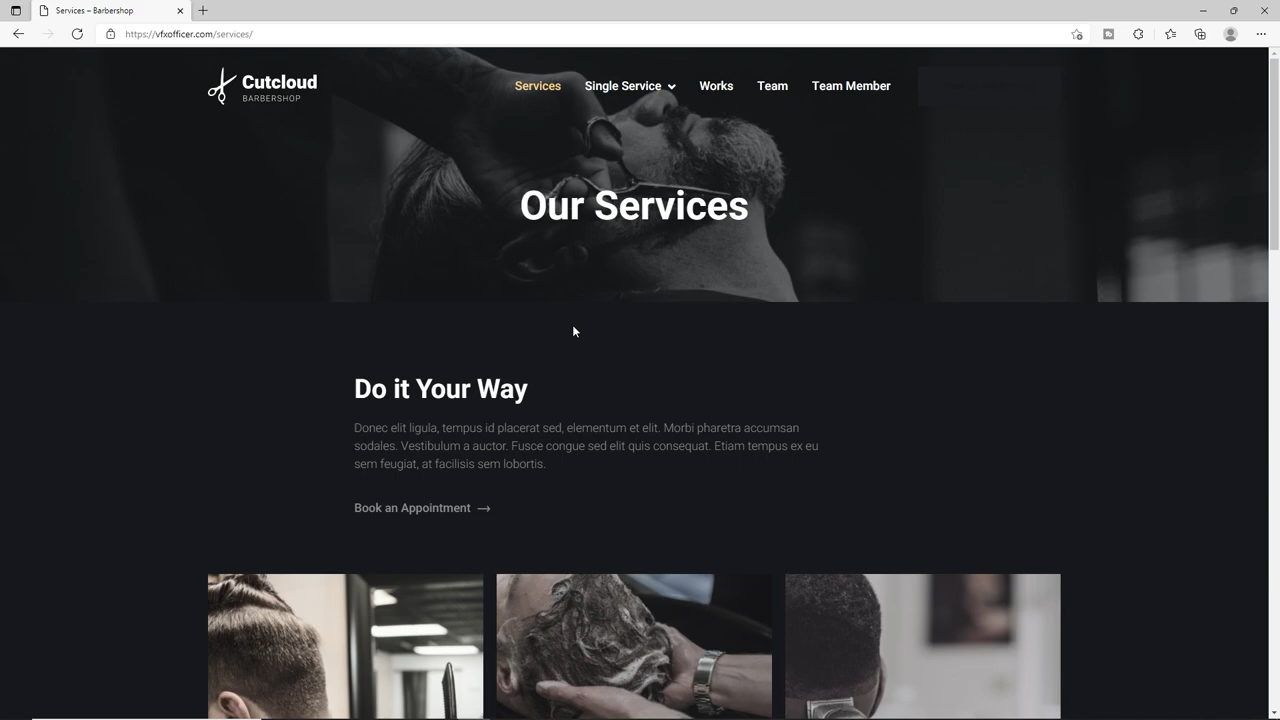 Services – Barbershop
https://vfxofficer.com/services/
Cutcloud
BARBERSHOP
Services Single Service Works Team Team Member
Our Services
Do it Your Way
Donec elit ligula, tempus id placerat sed, elementum et elit. Morbi pharetra accumsan
sodales. Vestibulum a auctor. Fusce congue sed elit quis consequat. Etiam tempus ex eu
sem feugiat, at facilisis sem lobortis.
Book an Appointment →